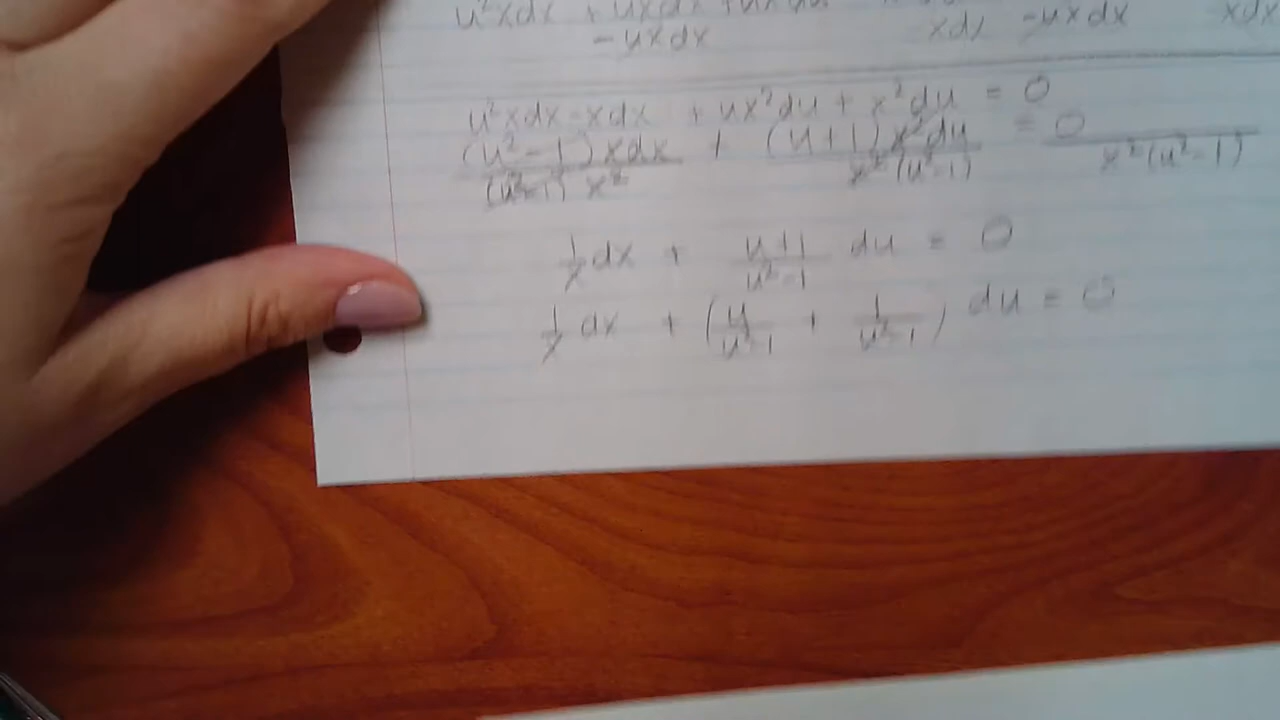 u²xdx + uxdx + ux
-uxdx xdx -uxdx xdx
u²xdx - xdx + ux²du + x²du = 0
(u²-1)xdx/(u²-1)x² + (u+1)x²du/x²(u²-1) = 0/x²(u²-1)
1/x dx + u+1/u²-1 du = 0
1/x dx + (u/u²-1 + 1/u²-1) du = 0